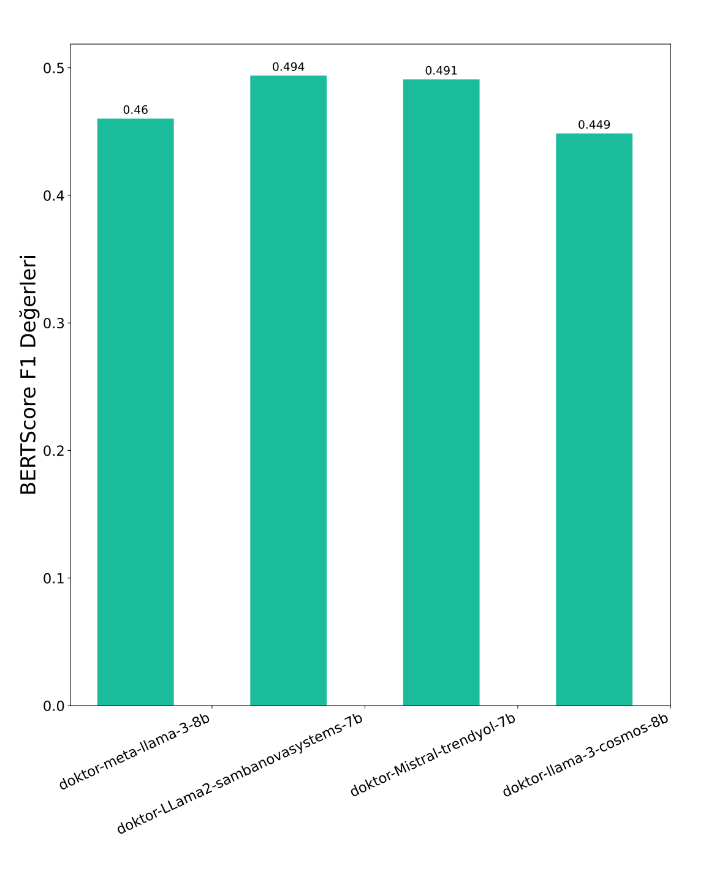 BERTScore F1 Değerleri
0.5
0.4
0.3
0.2
0.1
0.0
0.46
0.494
0.491
0.449
doktor-meta-llama-3-8b
doktor-LLama2-sambanovasystems-7b
doktor-Mistral-trendyol-7b
doktor-llama-3-cosmos-8b